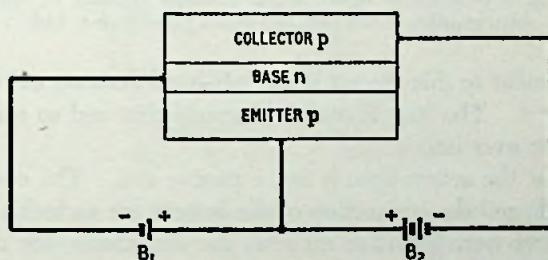 COLLECTOR p
BASE n
EMITTER p
- + + -
B₁ B₂